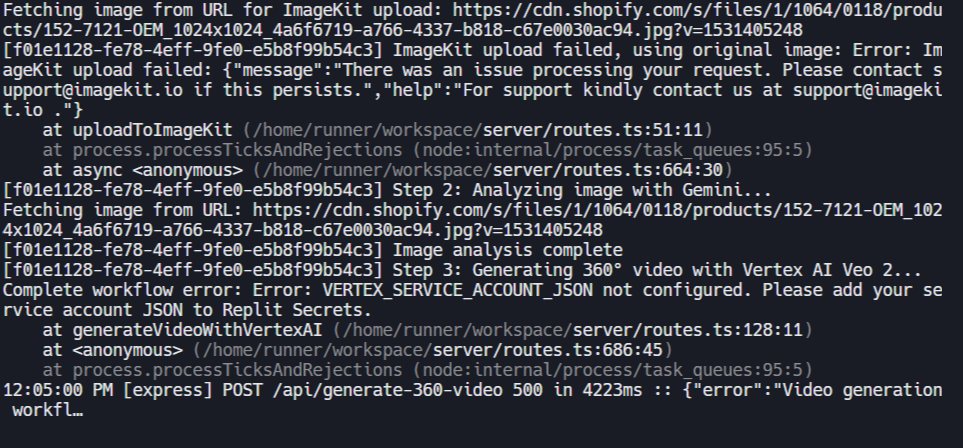 Fetching image from URL for ImageKit upload: https://cdn.shopify.com/s/files/1/1064/0118/produ
cts/152-7121-OEM_1024x1024_4a6f6719-a766-4337-b818-c67e0030ac94.jpg?v=1531405248
[f01e1128-fe78-4eff-9fe0-e5b8f99b54c3] ImageKit upload failed, using original image: Error: Im
ageKit upload failed: {"message":"There was an issue processing your request. Please contact s
upport@imagekit.io if this persists.","help":"For support kindly contact us at support@imageki
t.io ."}
    at uploadToImageKit (/home/runner/workspace/server/routes.ts:51:11)
    at process.processTicksAndRejections (node:internal/process/task_queues:95:5)
    at async <anonymous> (/home/runner/workspace/server/routes.ts:664:30)
[f01e1128-fe78-4eff-9fe0-e5b8f99b54c3] Step 2: Analyzing image with Gemini...
Fetching image from URL: https://cdn.shopify.com/s/files/1/1064/0118/products/152-7121-OEM_102
4x1024_4a6f6719-a766-4337-b818-c67e0030ac94.jpg?v=1531405248
[f01e1128-fe78-4eff-9fe0-e5b8f99b54c3] Image analysis complete
[f01e1128-fe78-4eff-9fe0-e5b8f99b54c3] Step 3: Generating 360° video with Vertex AI Veo 2...
Complete workflow error: Error: VERTEX_SERVICE_ACCOUNT_JSON not configured. Please add your se
rvice account JSON to Replit Secrets.
    at generateVideoWithVertexAI (/home/runner/workspace/server/routes.ts:128:11)
    at <anonymous> (/home/runner/workspace/server/routes.ts:686:45)
    at process.processTicksAndRejections (node:internal/process/task_queues:95:5)
12:05:00 PM [express] POST /api/generate-360-video 500 in 4223ms :: {"error":"Video generation
 workfl…